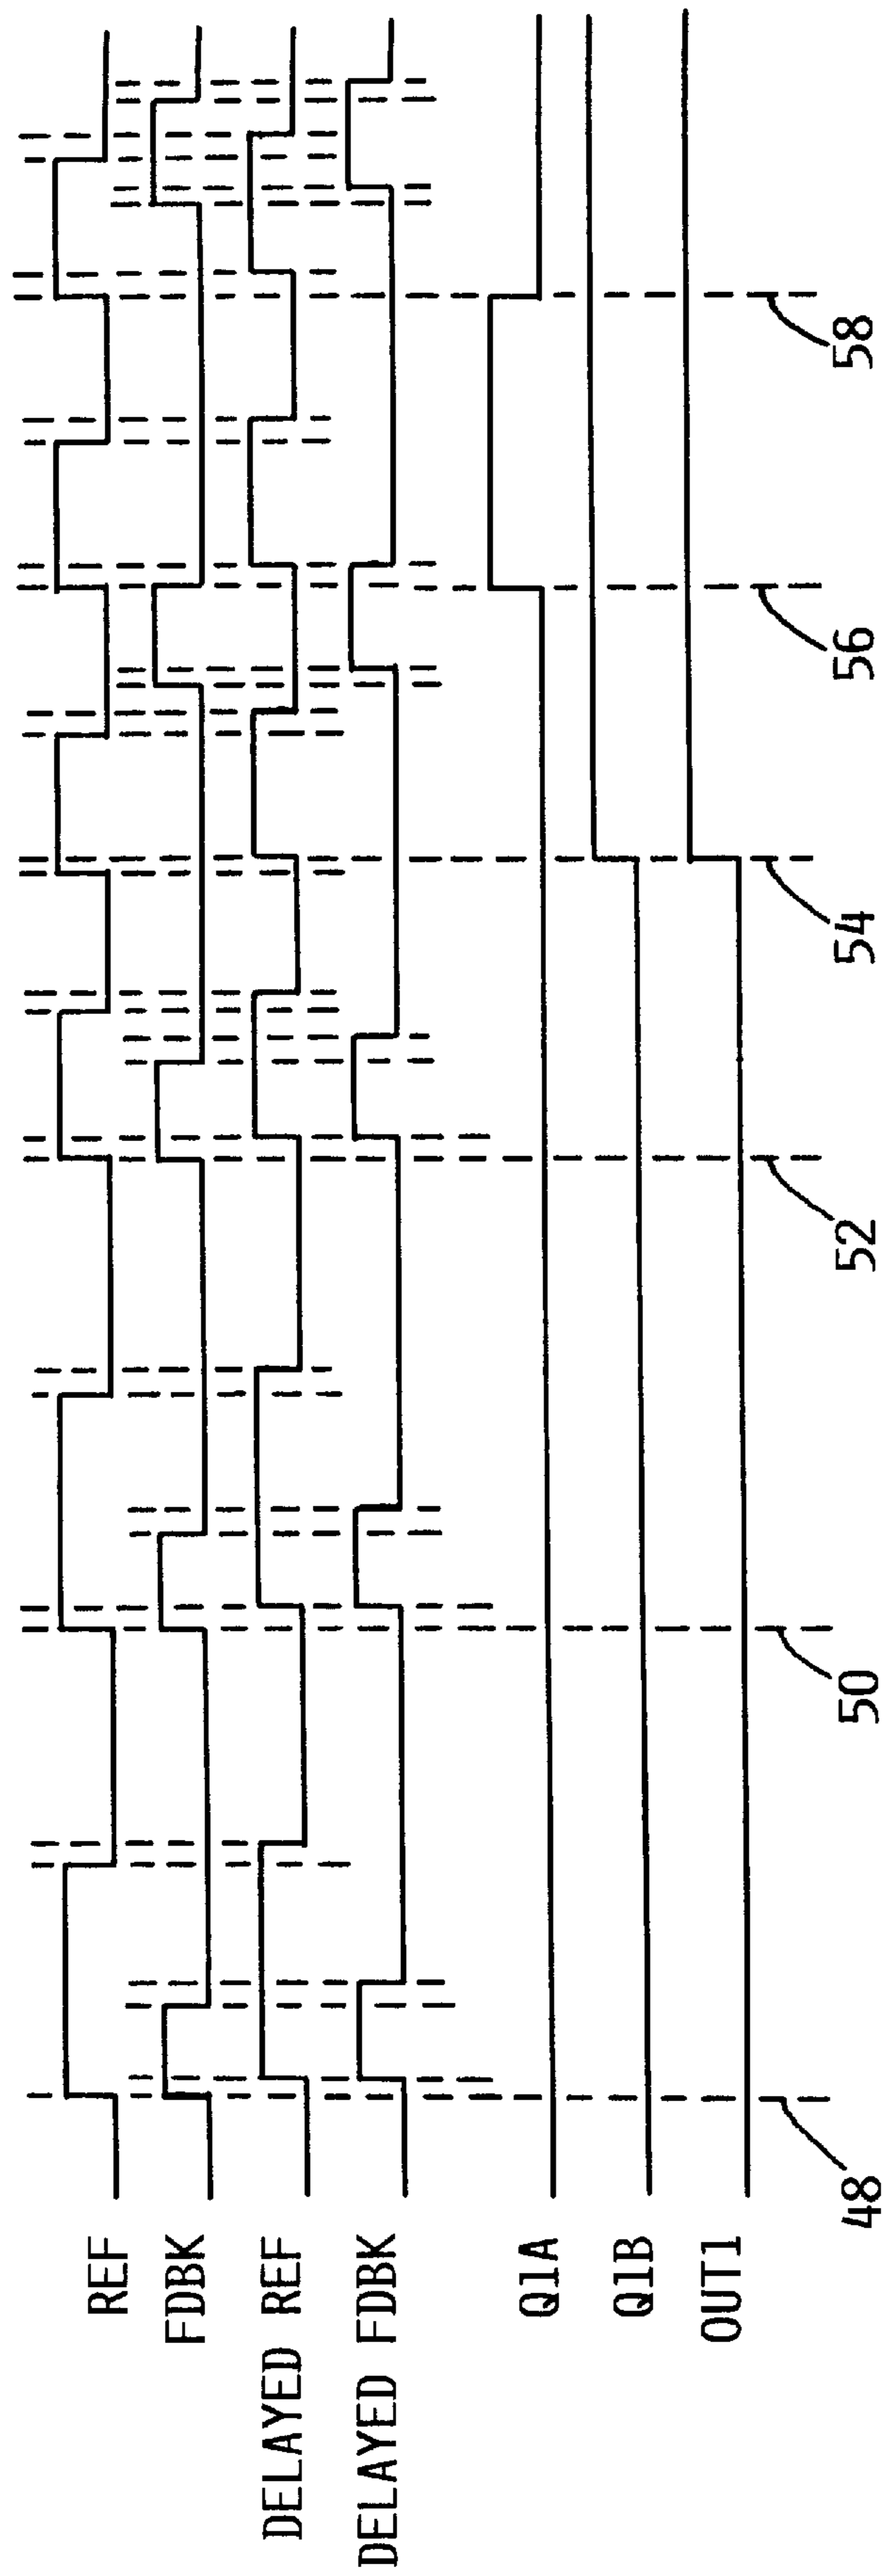 REF
FDBK
DELAYED REF
DELAYED FDBK
Q1A
Q1B
OUT1
48
50
52
54
56
58